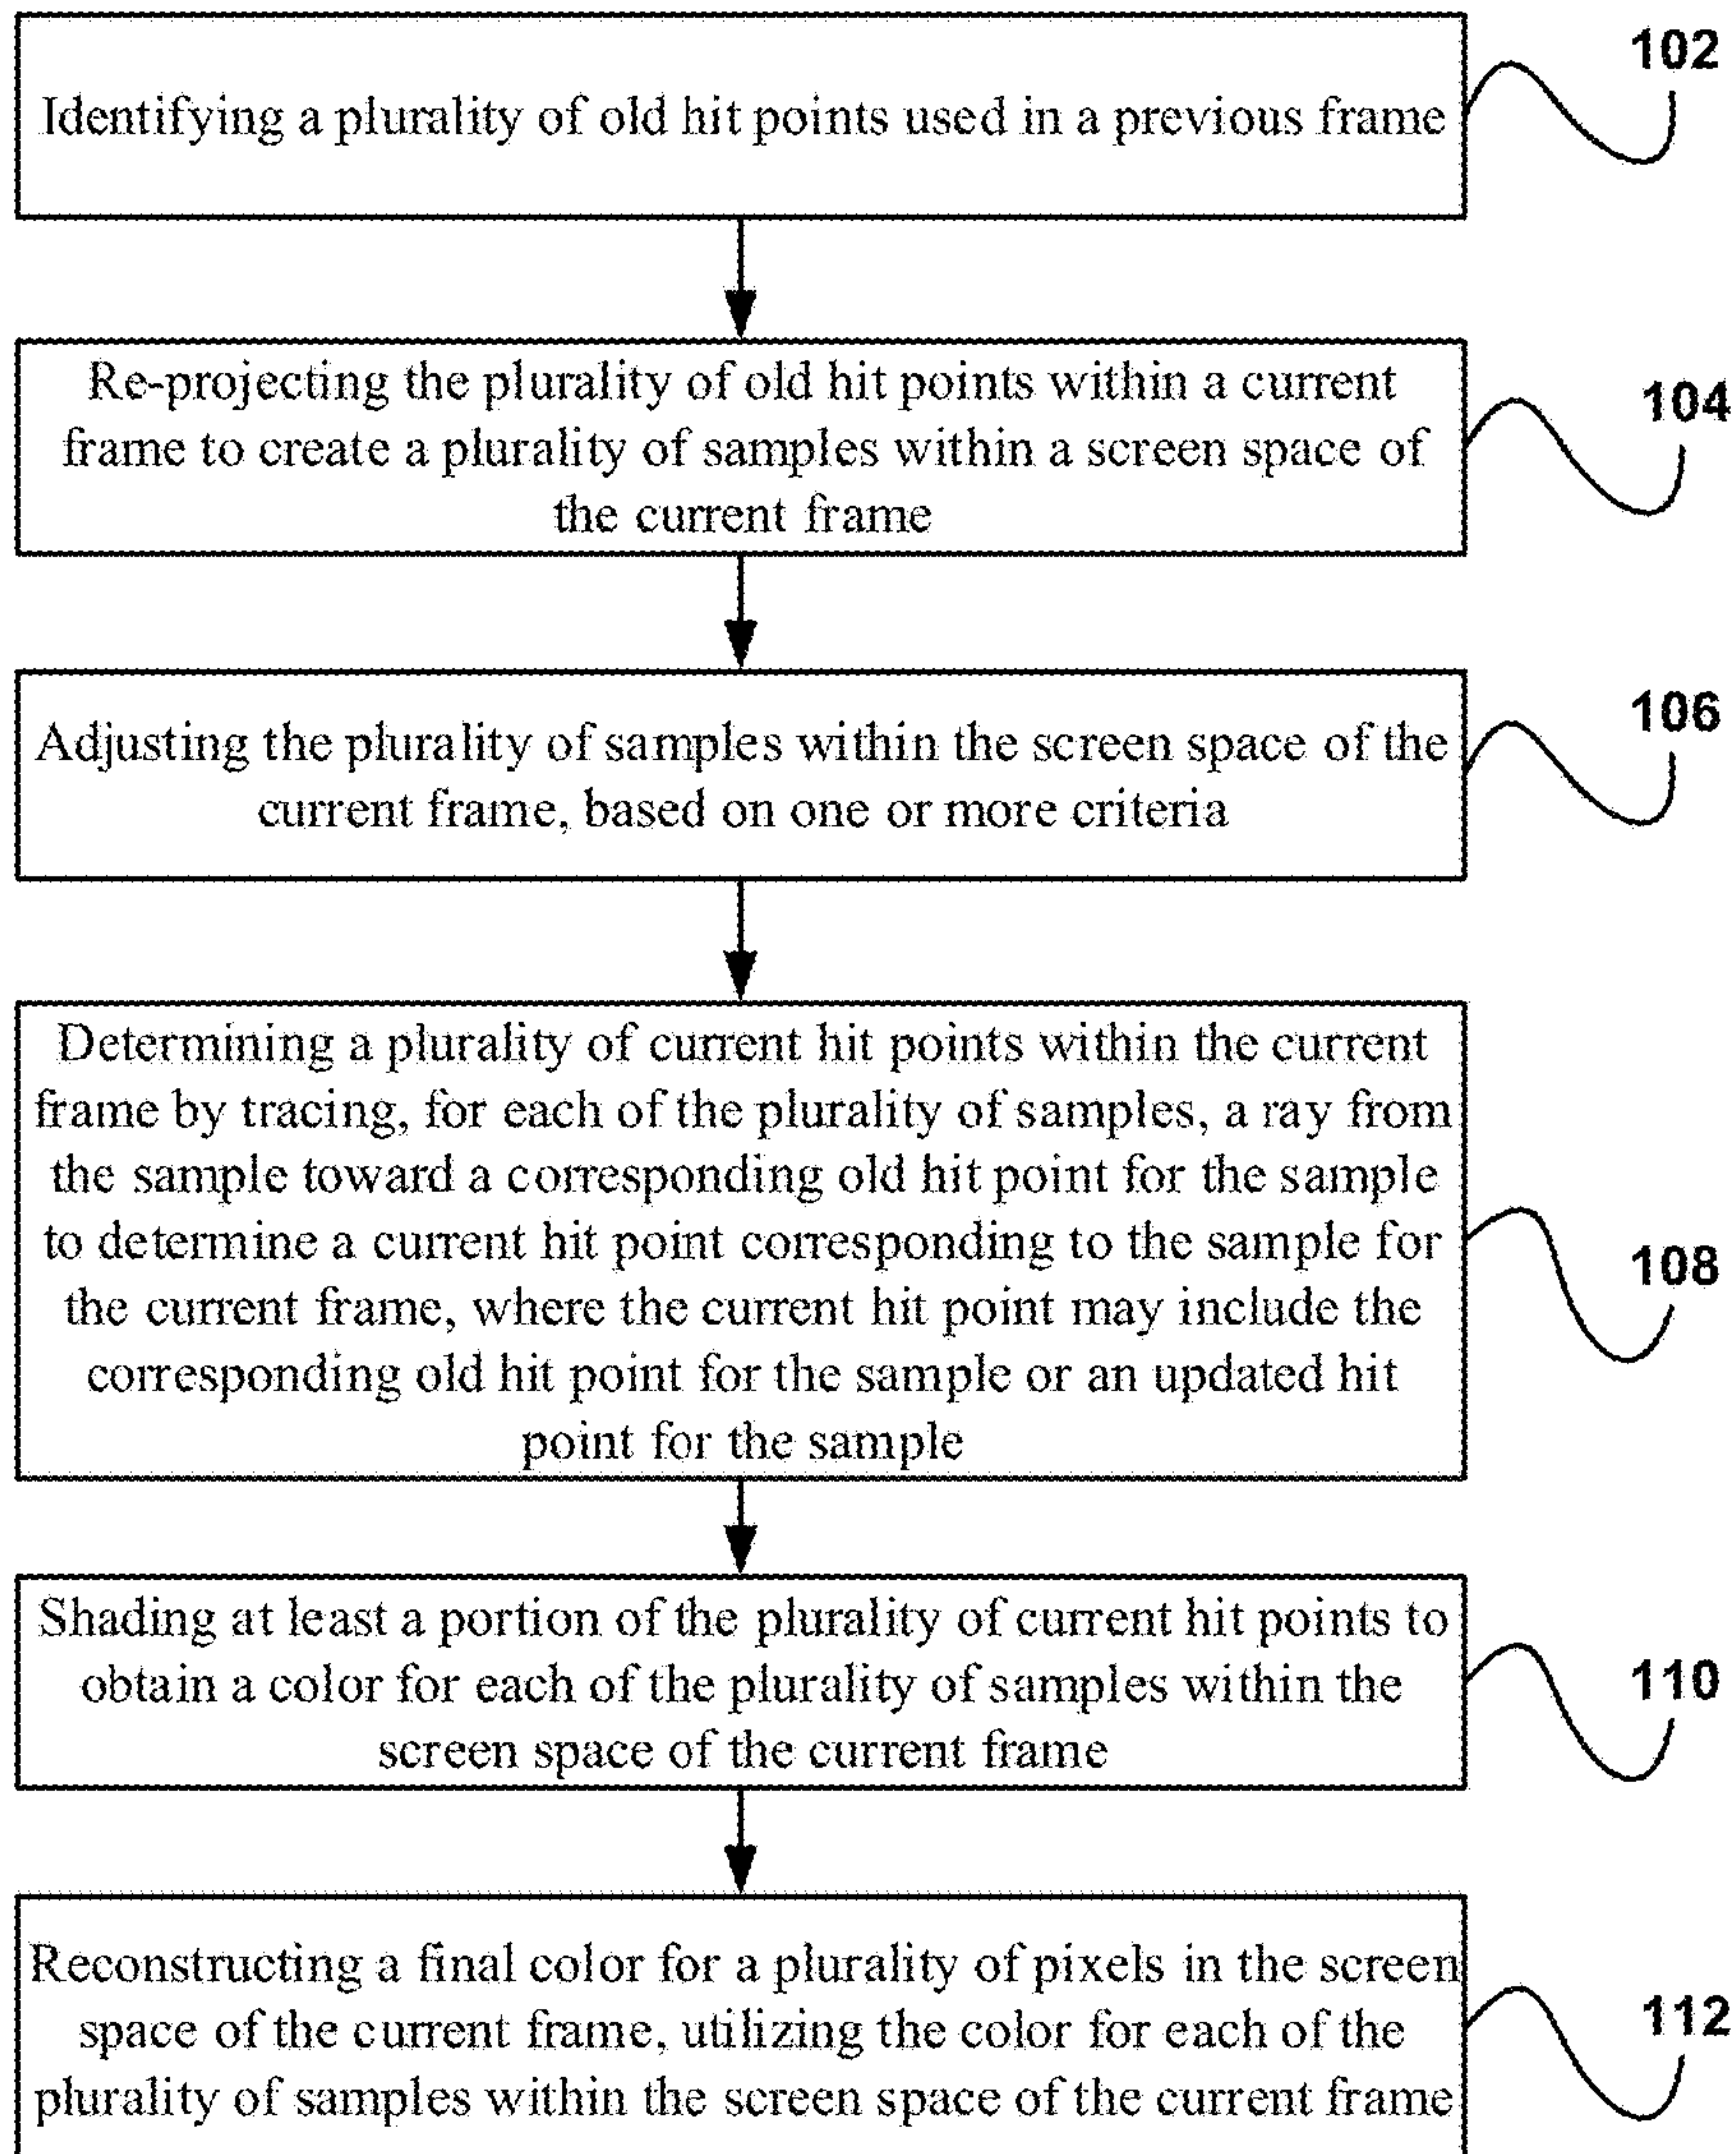 Identifying a plurality of old hit points used in a previous frame
102
Re-projecting the plurality of old hit points within a current
frame to create a plurality of samples within a screen space of
the current frame
104
Adjusting the plurality of samples within the screen space of the
current frame, based on one or more criteria
106
Determining a plurality of current hit points within the current
frame by tracing, for each of the plurality of samples, a ray from
the sample toward a corresponding old hit point for the sample
to determine a current hit point corresponding to the sample for
the current frame, where the current hit point may include the
corresponding old hit point for the sample or an updated hit
point for the sample
108
Shading at least a portion of the plurality of current hit points to
obtain a color for each of the plurality of samples within the
screen space of the current frame
110
Reconstructing a final color for a plurality of pixels in the screen
space of the current frame, utilizing the color for each of the
plurality of samples within the screen space of the current frame
112